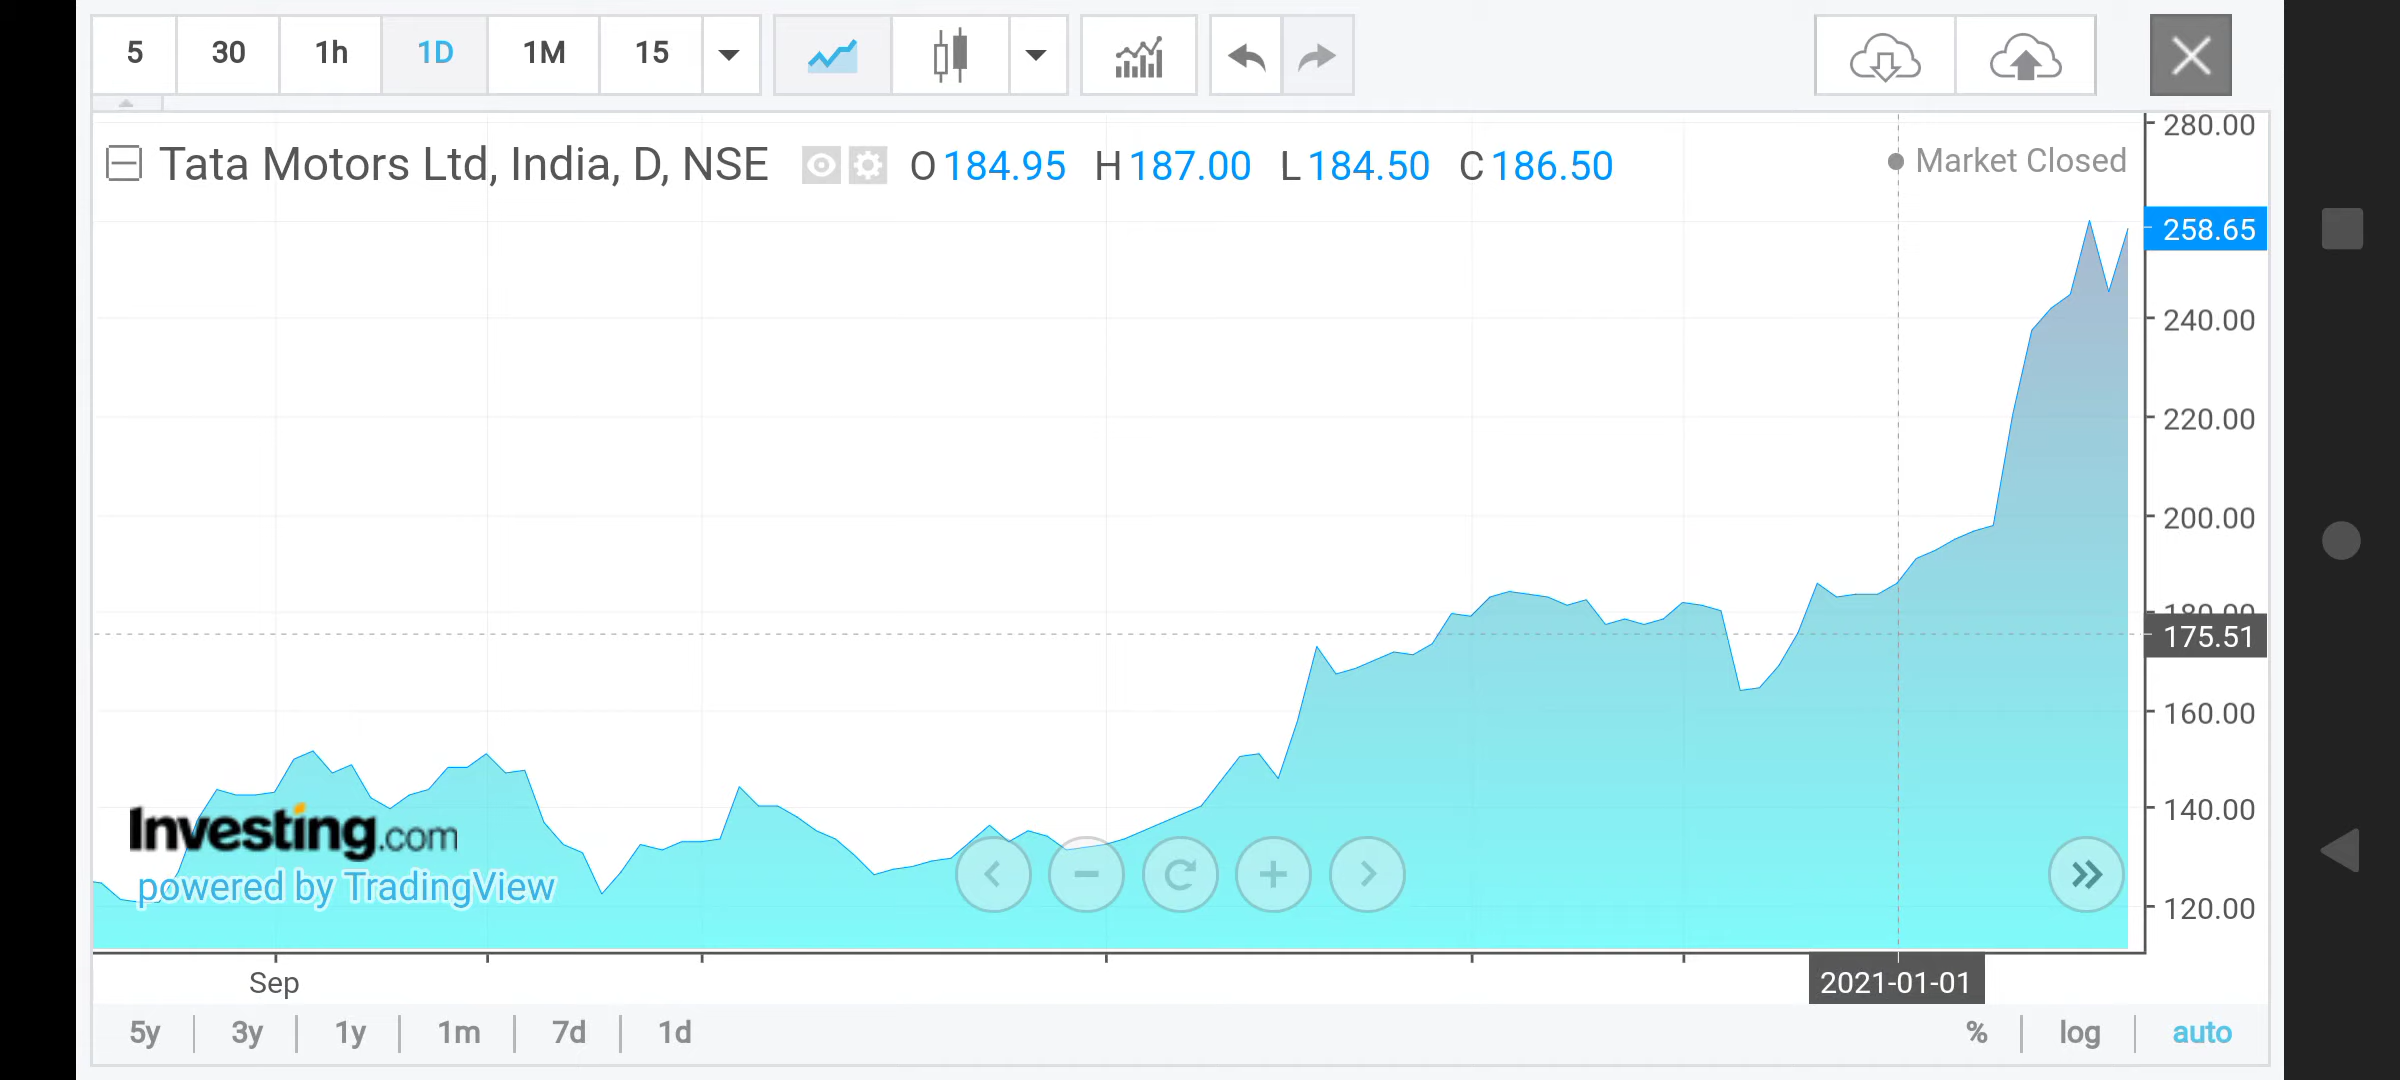 5 30 1h 1D 1M 15
Tata Motors Ltd, India, D, NSE O 184.95 H 187.00 L 184.50 C 186.50
Market Closed
280.00
258.65
240.00
220.00
200.00
180.00
175.51
160.00
140.00
120.00
Investing.com
powered by TradingView
Sep 2021-01-01
5y 3y 1y 1m 7d 1d % log auto